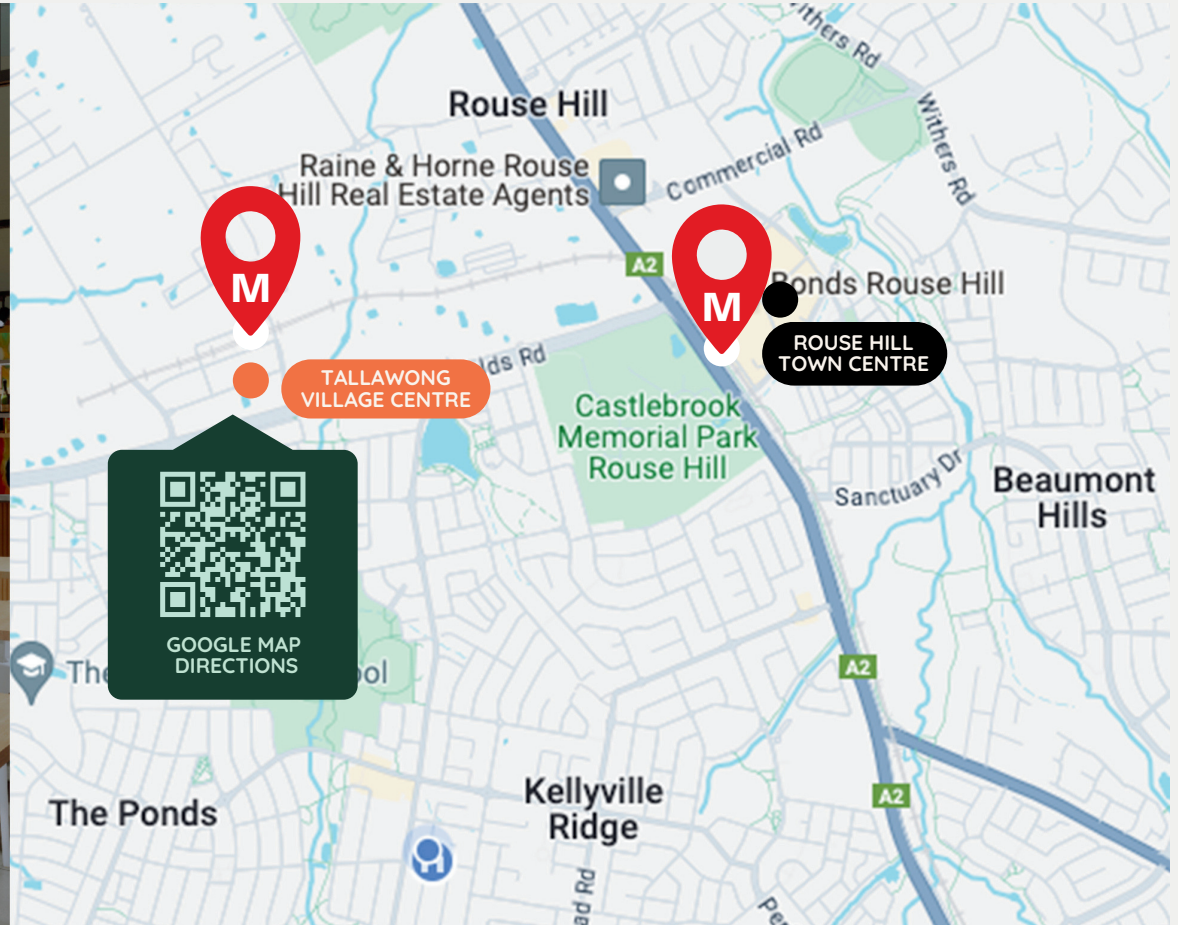 Withers Rd
Rouse Hill
Raine & Horne Rouse
Hill Real Estate Agents
Commercial Rd
Withers Rd
A2
M
M
Ponds Rouse Hill
ROUSE HILL
TOWN CENTRE
lds Rd
TALLAWONG
VILLAGE CENTRE
Castlebrook
Memorial Park
Rouse Hill
Sanctuary Dr
Beaumont
Hills
GOOGLE MAP
DIRECTIONS
The
ool
A2
A2
Kellyville
Ridge
The Ponds
ad Rd